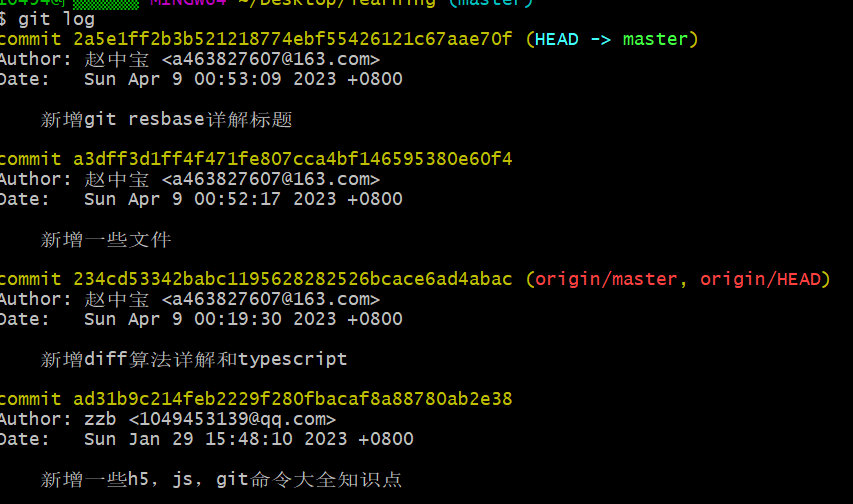 MINGW64 ~/Desktop/learning (master)
$ git log
commit 2a5e1ff2b3b521218774ebf55426121c67aae70f (HEAD -> master)
Author: 赵中宝 <a463827607@163.com>
Date:   Sun Apr 9 00:53:09 2023 +0800
新增git resbase详解标题
commit a3dff3d1ff4f471fe807cca4bf146595380e60f4
Author: 赵中宝 <a463827607@163.com>
Date:   Sun Apr 9 00:52:17 2023 +0800
新增一些文件
commit 234cd53342babc1195628282526bcace6ad4abac (origin/master, origin/HEAD)
Author: 赵中宝 <a463827607@163.com>
Date:   Sun Apr 9 00:19:30 2023 +0800
新增diff算法详解和typescript
commit ad31b9c214feb2229f280fbacaf8a88780ab2e38
Author: zzb <1049453139@qq.com>
Date:   Sun Jan 29 15:48:10 2023 +0800
新增一些h5，js，git命令大全知识点